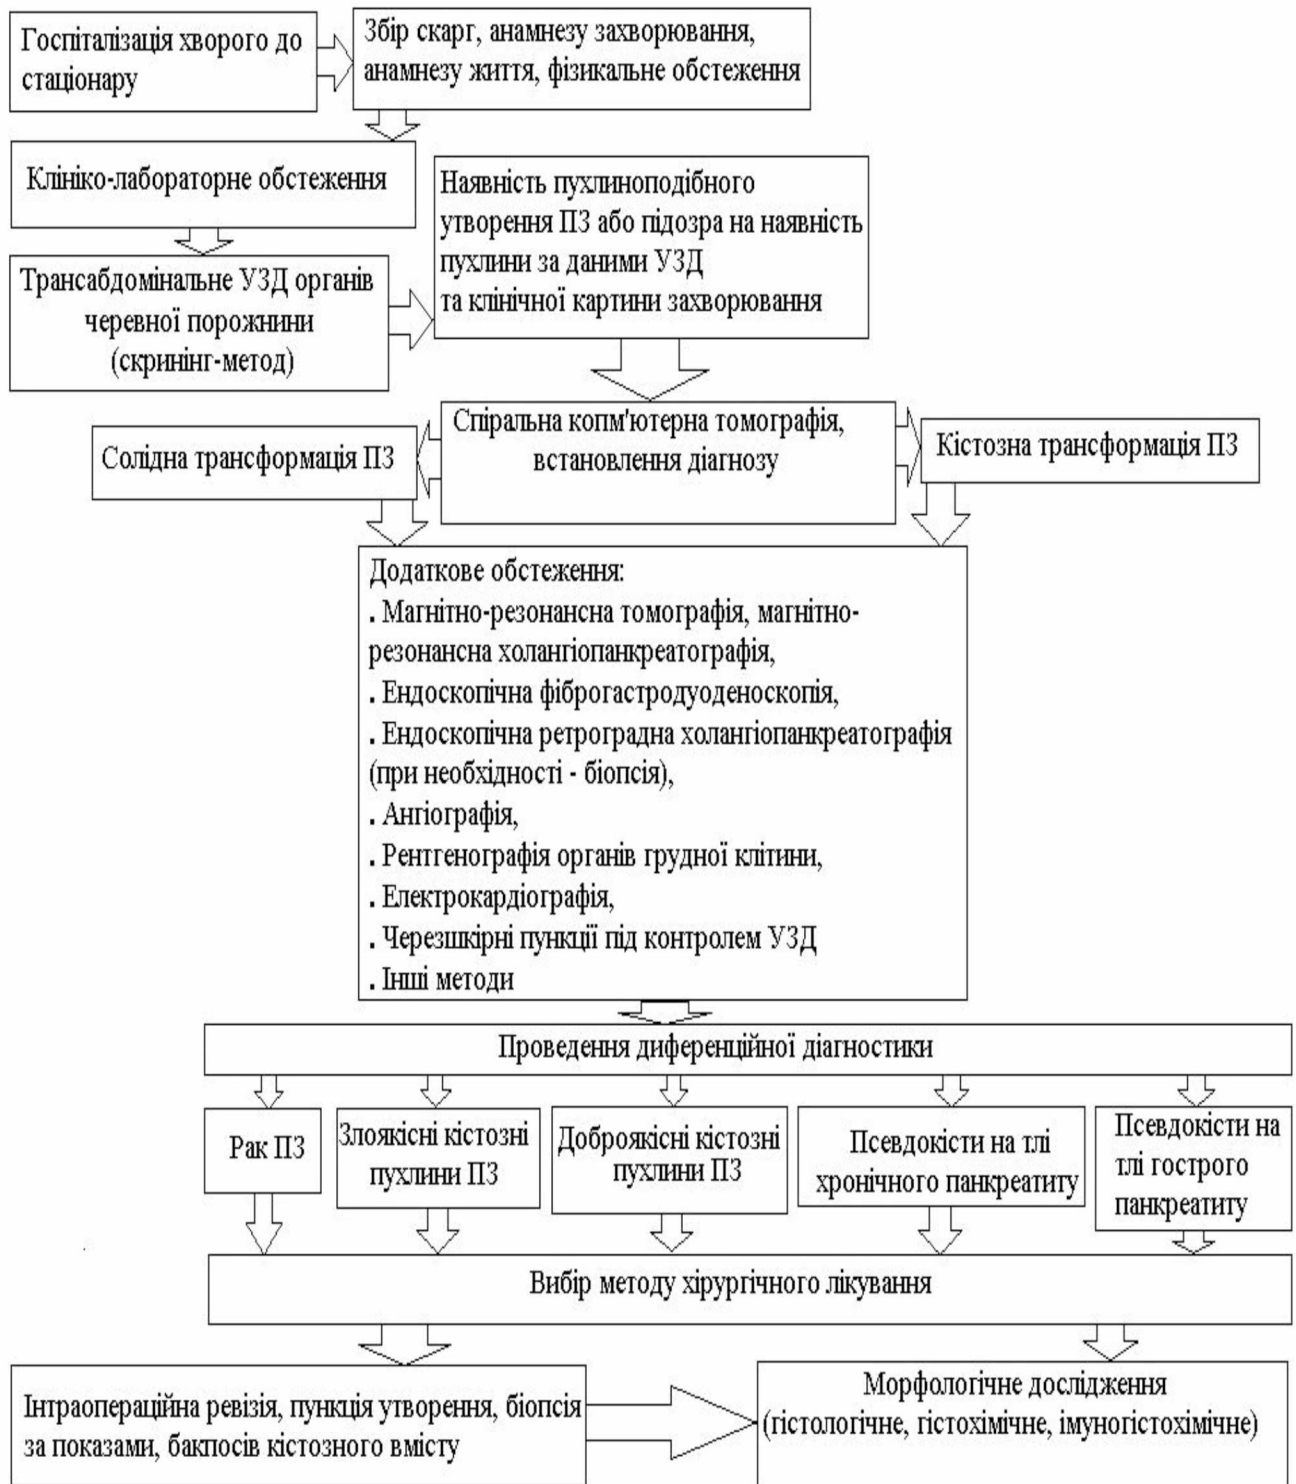 Госпіталізація хворого до
стаціонару
Збір скарг, анамнезу захворювання,
анамнезу життя, фізикальне обстеження
Клініко-лабораторне обстеження
Наявність пухлиноподібного
утворення ПЗ або підозра на наявність
пухлини за даними УЗД
та клінічної картини захворювання
Трансабдомінальне УЗД органів
черевної порожнини
(скринінг-метод)
Спіральна копм'ютерна томографія,
встановлення діагнозу
Солідна трансформація ПЗ
Кістозна трансформація ПЗ
Додаткове обстеження:
. Магнітно-резонансна томографія, магнітно-
резонансна холангіопанкреатографія,
. Ендоскопічна фіброгастродуоденоскопія,
. Ендоскопічна ретроградна холангіопанкреатографія
(при необхідності - біопсія),
. Ангіографія,
. Рентгенографія органів грудної клітини,
. Електрокардіографія,
. Черезшкірні пункції під контролем УЗД
. Інші методи
Проведення диференційної діагностики
Рак ПЗ
Злоякісні кістозні
пухлини ПЗ
Доброякісні кістозні
пухлини ПЗ
Псевдокісти на тлі
хронічного панкреатиту
Псевдокісти на
тлі гострого
панкреатиту
Вибір методу хірургічного лікування
Інтраопераційна ревізія, пункція утворення, біопсія
за показами, бакпосів кістозного вмісту
Морфологічне дослідження
(гістологічне, гістохімічне, імуногістохімічне)